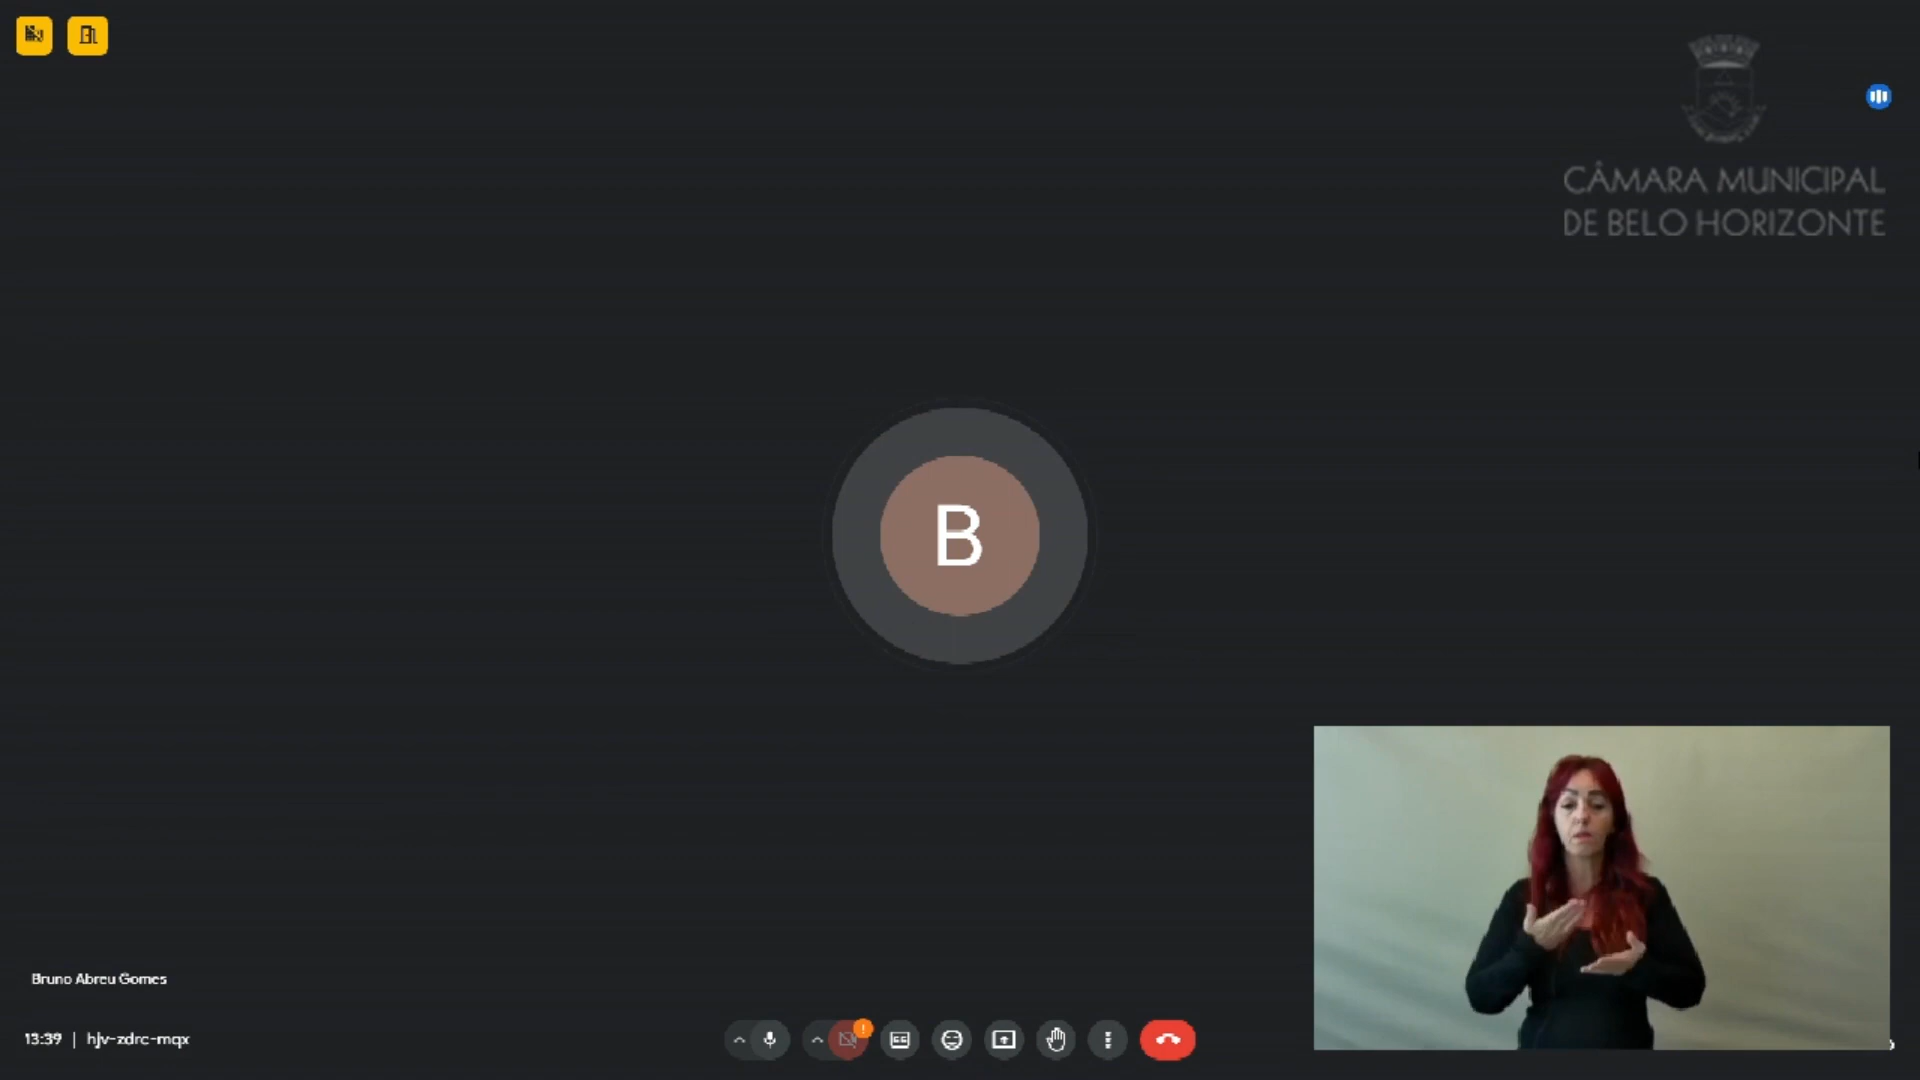 CÂMARA MUNICIPAL
DE BELO HORIZONTE
B
Bruno Abreu Gomes
13:39 | hjv-zdrc-mqx